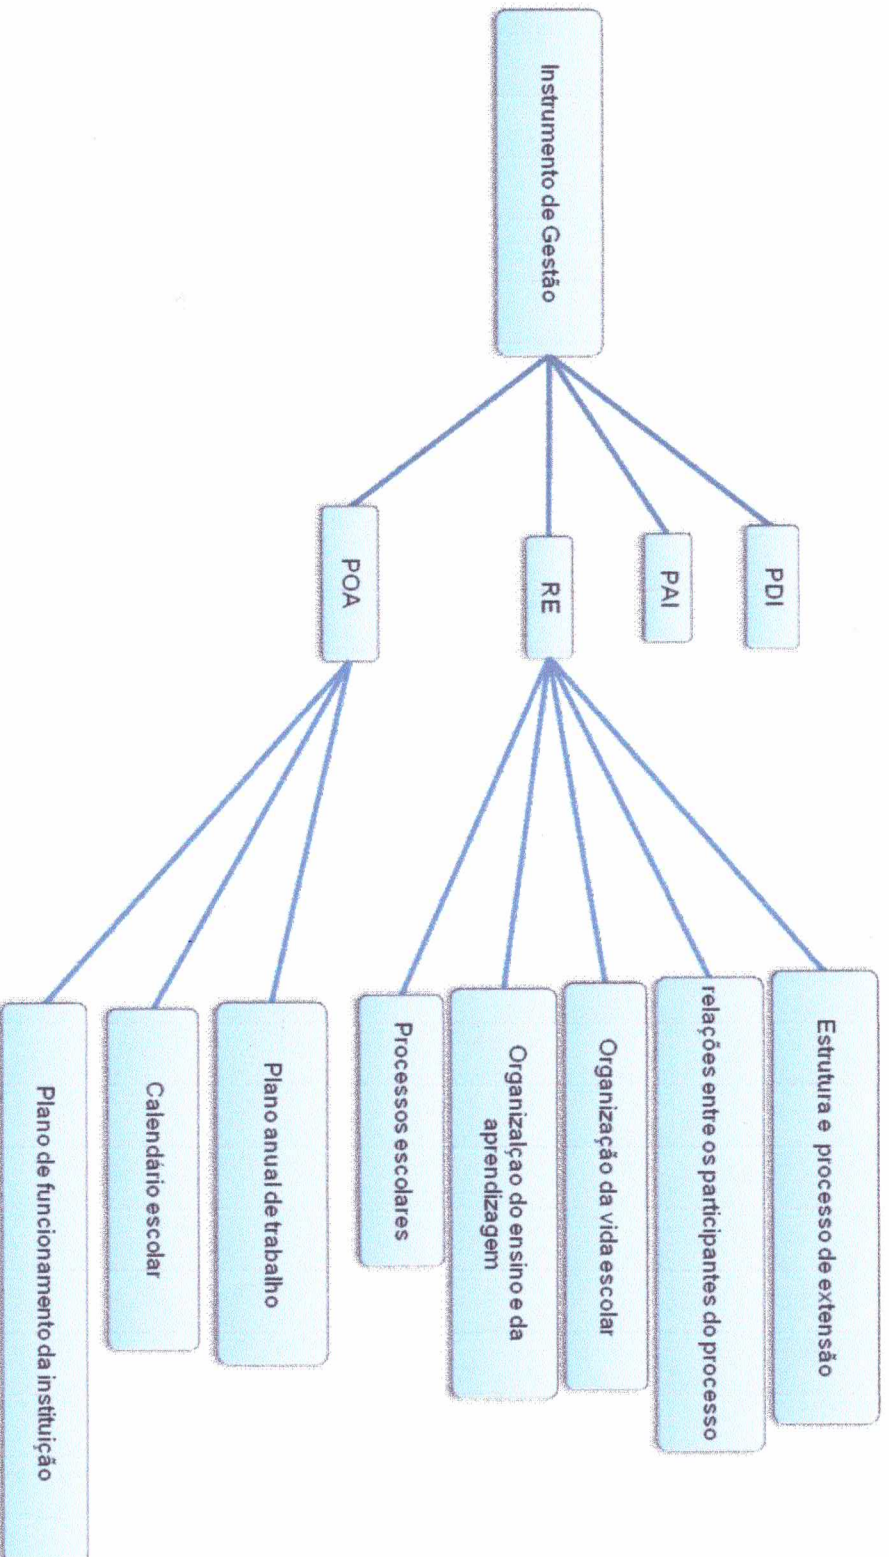 Instrumento de Gestão
PDI
PAI
RE
POA
Estrutura e processo de extensão
relações entre os participantes do processo
Organização da vida escolar
Organizalçao do ensino e da
aprendizagem
Processos escolares
Plano anual de trabalho
Calendário escolar
Plano de funcionamento da instituição